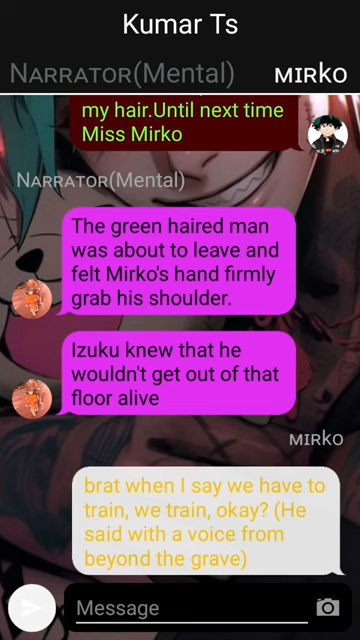 Kumar Ts
Narrator(Mental) mırko
my hair.Until next time
Miss Mirko
Narrator(Mental)
The green haired man
was about to leave and
felt Mirko's hand firmly
grab his shoulder.
Izuku knew that he
wouldn't get out of that
floor alive
mırko
brat when I say we have to
train, we train, okay? (He
said with a voice from
beyond the grave)
Message